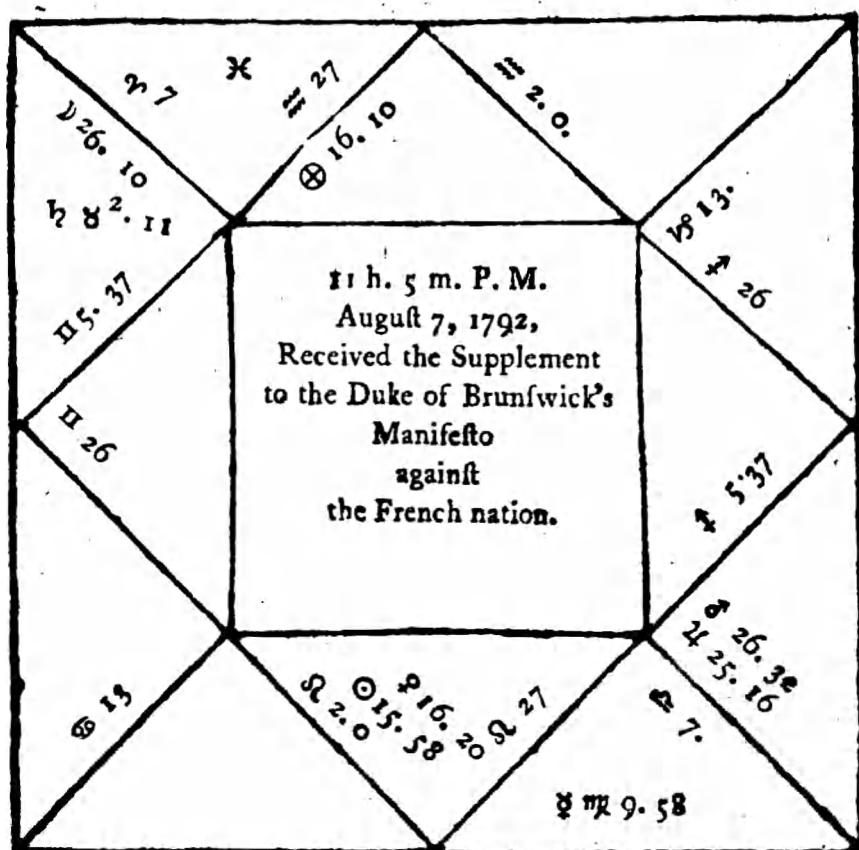 ♈ 7
♓
♒ 27
♒ 2. 0.
☽ 26. 10
⊗ 16. 10
♄ ♉ 2. 11
♑ 13.
♐ 26
♊ 5. 37
11 h. 5 m. P. M.
Auguſt 7, 1792,
Received the Supplement
to the Duke of Brunſwick's
Manifeſto
againſt
the French nation.
♊ 26
♐ 5.37
♂ 26. 32
♃ 25. 16
♋ 13
♌ 2. 0
☉ 15. 58
♀ 16. 20
♌ 27
♎ 7.
☿ ♍ 9. 58